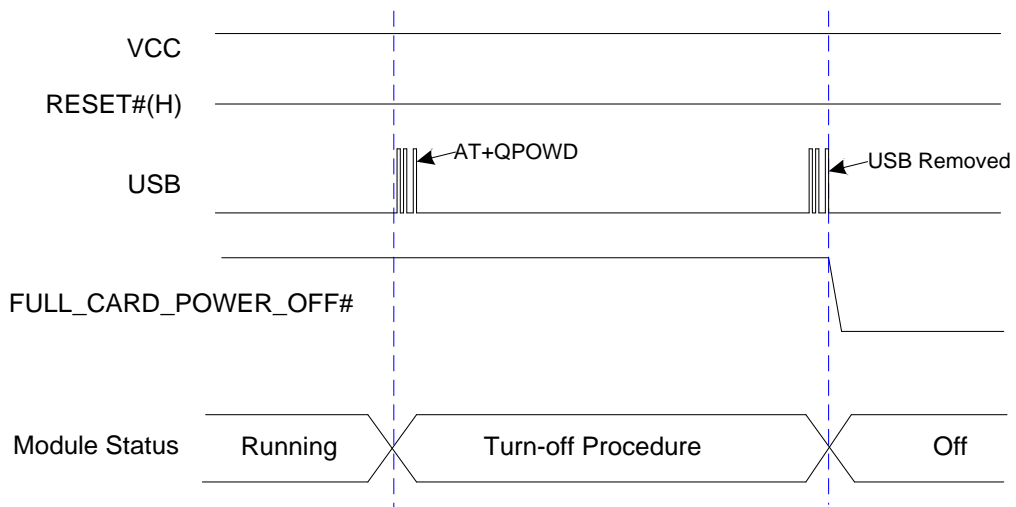 VCC
RESET#(H)
USB
AT+QPOWD
USB Removed
FULL_CARD_POWER_OFF#
Module Status
Running
Turn-off Procedure
Off